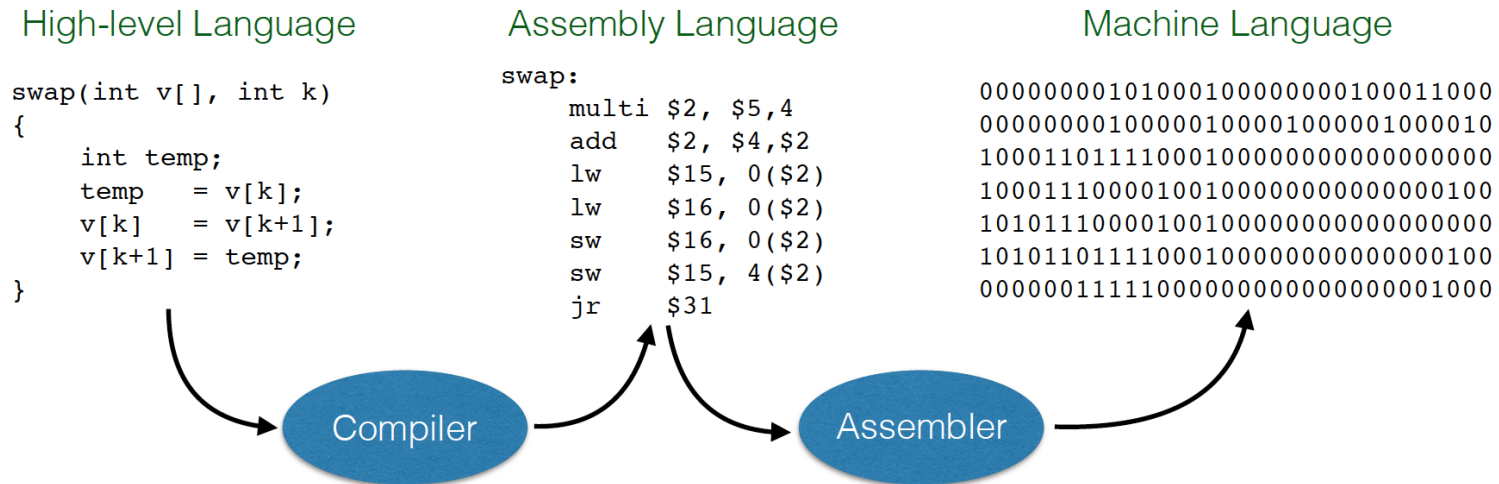 High-level Language
swap(int v[], int k)
{
int temp;
temp = v[k];
v[k] = v[k+1];
v[k+1] = temp;
}
Assembly Language
swap:
multi $2, $5,4
add $2, $4,$2
lw $15, 0($2)
lw $16, 0($2)
sw $16, 0($2)
sw $15, 4($2)
jr $31
Machine Language
00000000101000100000000100011000
00000000100000100001000001000010
10001101111000100000000000000000
10001110000100100000000000000100
10101110000100100000000000000000
10101101111000100000000000000100
00000011111000000000000000001000
Compiler
Assembler